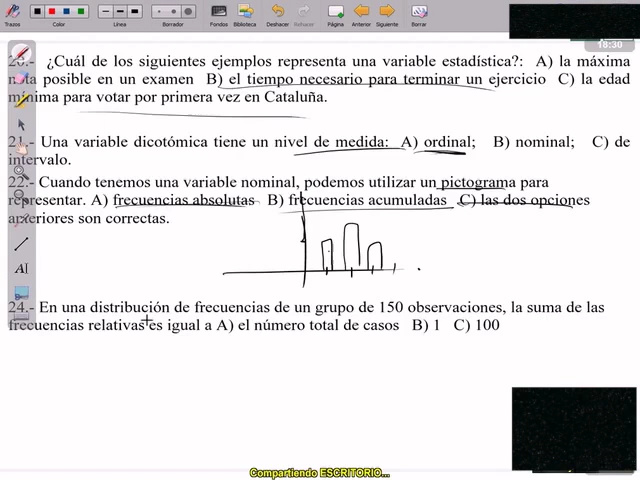 Trazos
Color
Línea
Borrador
Fondos
Biblioteca
Deshacer
Rehacer
Página
Anterior
Siguiente
Borrar
18:30
20.- ¿Cuál de los siguientes ejemplos representa una variable estadística?: A) la máxima
nota posible en un examen B) el tiempo necesario para terminar un ejercicio C) la edad
mínima para votar por primera vez en Cataluña.
21.- Una variable dicotómica tiene un nivel de medida: A) ordinal; B) nominal; C) de
intervalo.
22.- Cuando tenemos una variable nominal, podemos utilizar un pictograma para
representar. A) frecuencias absolutas B) frecuencias acumuladas C) las dos opciones
anteriores son correctas.
24.- En una distribución de frecuencias de un grupo de 150 observaciones, la suma de las
frecuencias relativas es igual a A) el número total de casos B) 1 C) 100
Compartiendo ESCRITORIO...